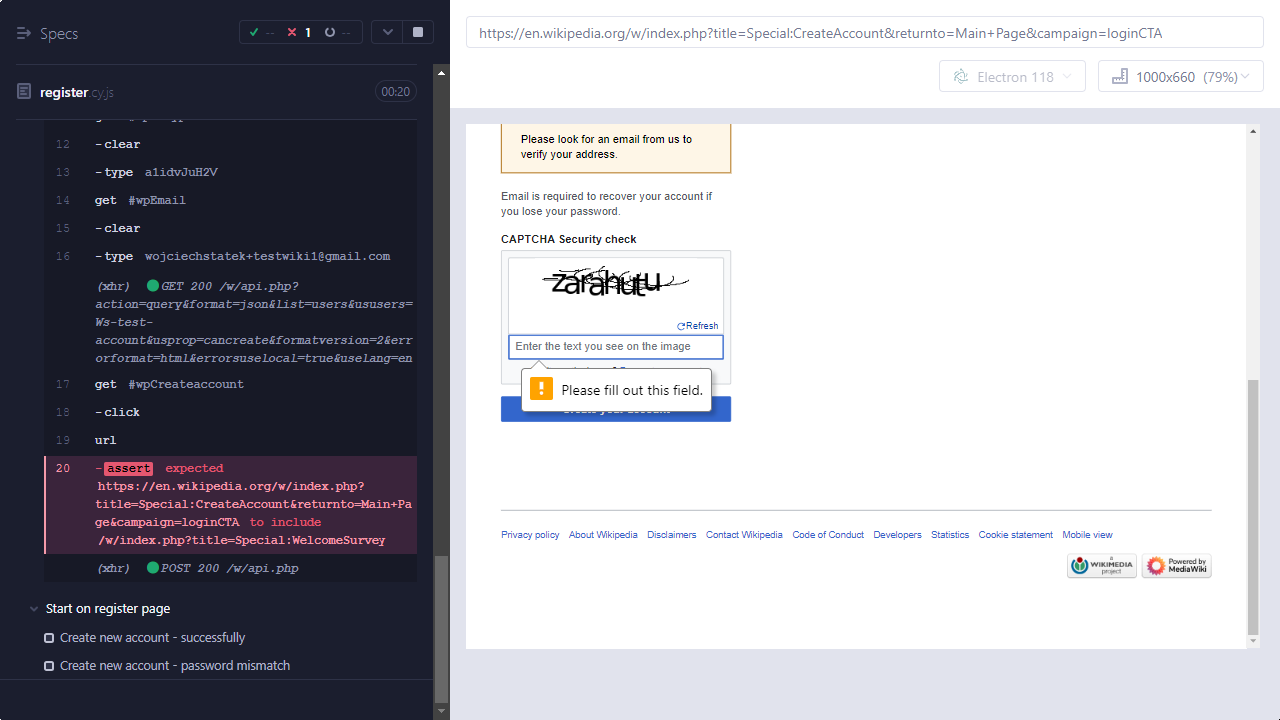 Specs
-- 1 --
register.cy.js
00:20
12 -clear
13 -type a1idvJuH2V
14 get #wpEmail
15 -clear
16 -type wojciechstatek+testwiki1@gmail.com
(xhr) GET 200 /w/api.php?
action=query&format=json&list=users&ususers=
Ws-test-
account&usprop=cancreate&formatversion=2&err
orformat=html&errorsuselocal=true&uselang=en
17 get #wpCreateaccount
18 -click
19 url
20 -assert expected
https://en.wikipedia.org/w/index.php?
title=Special:CreateAccount&returnto=Main+Pa
ge&campaign=loginCTA to include
/w/index.php?title=Special:WelcomeSurvey
(xhr) POST 200 /w/api.php
Start on register page
Create new account - successfully
Create new account - password mismatch
https://en.wikipedia.org/w/index.php?title=Special:CreateAccount&returnto=Main+Page&campaign=loginCTA
Electron 118
1000x660 (79%)
Please look for an email from us to
verify your address.
Email is required to recover your account if
you lose your password.
CAPTCHA Security check
zarahutu
Refresh
Enter the text you see on the image
Please fill out this field.
Privacy policy About Wikipedia Disclaimers Contact Wikipedia Code of Conduct Developers Statistics Cookie statement Mobile view
A WIKIMEDIA project
Powered by MediaWiki